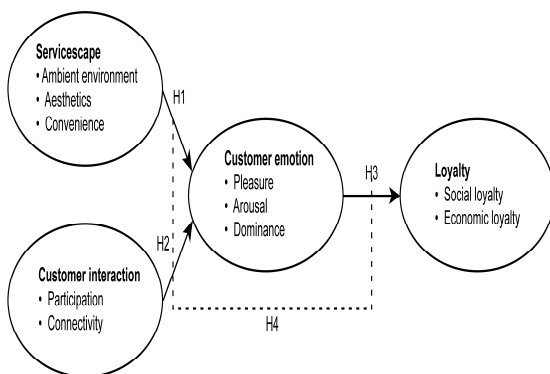 Servicescape
• Ambient environment
• Aesthetics
• Convenience
H1
Customer emotion
• Pleasure
• Arousal
• Dominance
H3
Loyalty
• Social loyalty
• Economic loyalty
H2
Customer interaction
• Participation
• Connectivity
H4